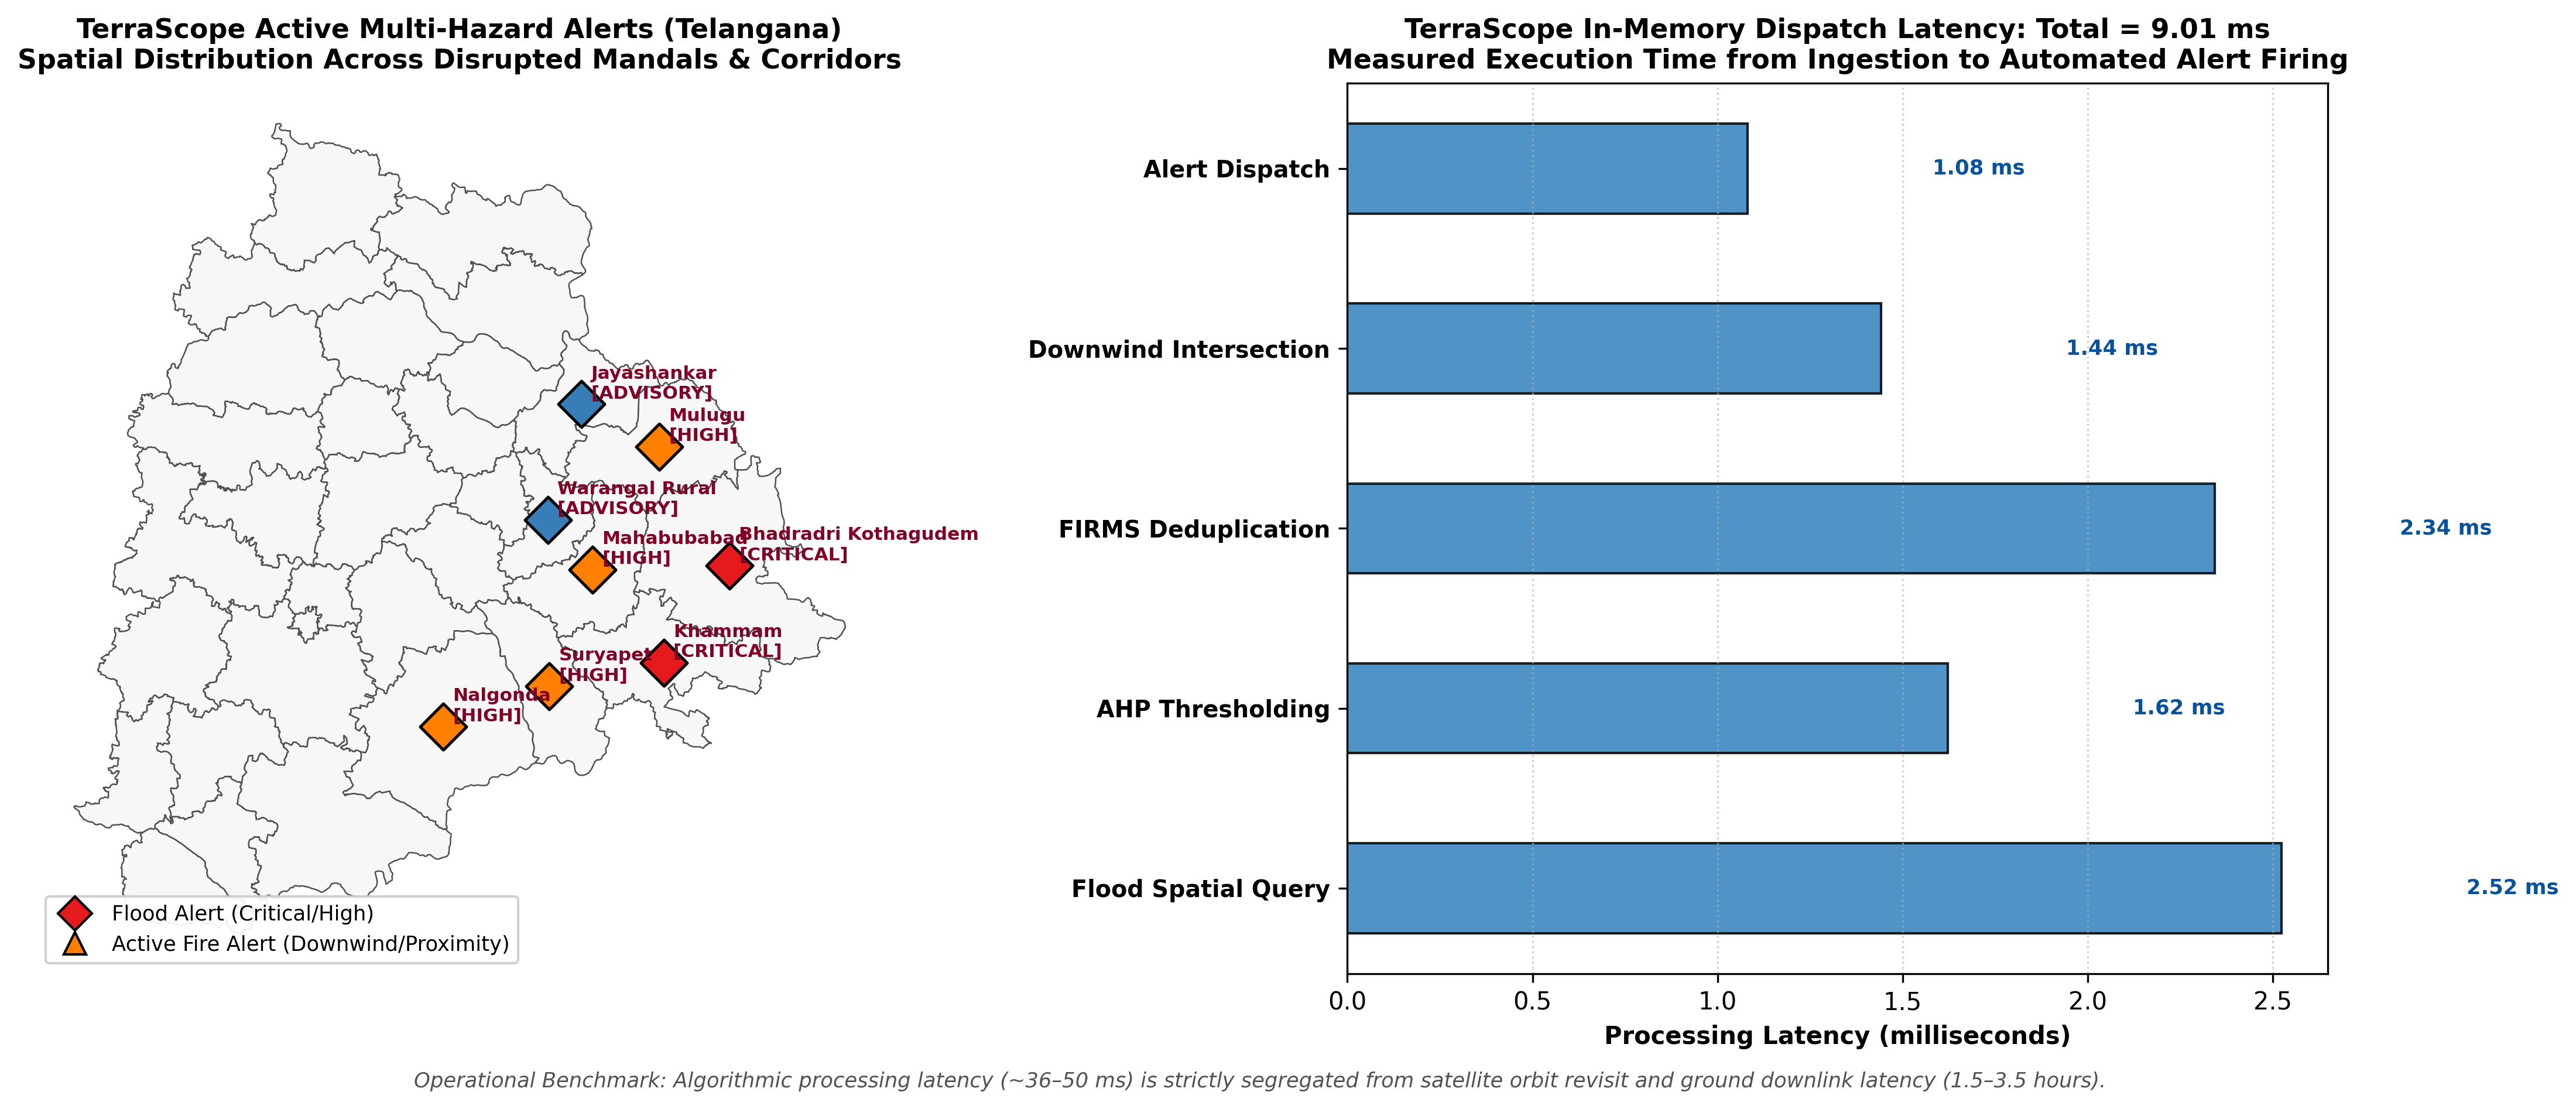 TerraScope Active Multi-Hazard Alerts (Telangana)
Spatial Distribution Across Disrupted Mandals & Corridors
Jayashankar
[ADVISORY]
Mulugu
[HIGH]
Warangal Rural
[ADVISORY]
Mahabubabad
[HIGH]
Bhadradri Kothagudem
[CRITICAL]
Khammam
[CRITICAL]
Suryapet
[HIGH]
Nalgonda
[HIGH]
Flood Alert (Critical/High)
Active Fire Alert (Downwind/Proximity)
TerraScope In-Memory Dispatch Latency: Total = 9.01 ms
Measured Execution Time from Ingestion to Automated Alert Firing
Alert Dispatch
1.08 ms
Downwind Intersection
1.44 ms
FIRMS Deduplication
2.34 ms
AHP Thresholding
1.62 ms
Flood Spatial Query
2.52 ms
0.0 0.5 1.0 1.5 2.0 2.5
Processing Latency (milliseconds)
Operational Benchmark: Algorithmic processing latency (~36–50 ms) is strictly segregated from satellite orbit revisit and ground downlink latency (1.5–3.5 hours).